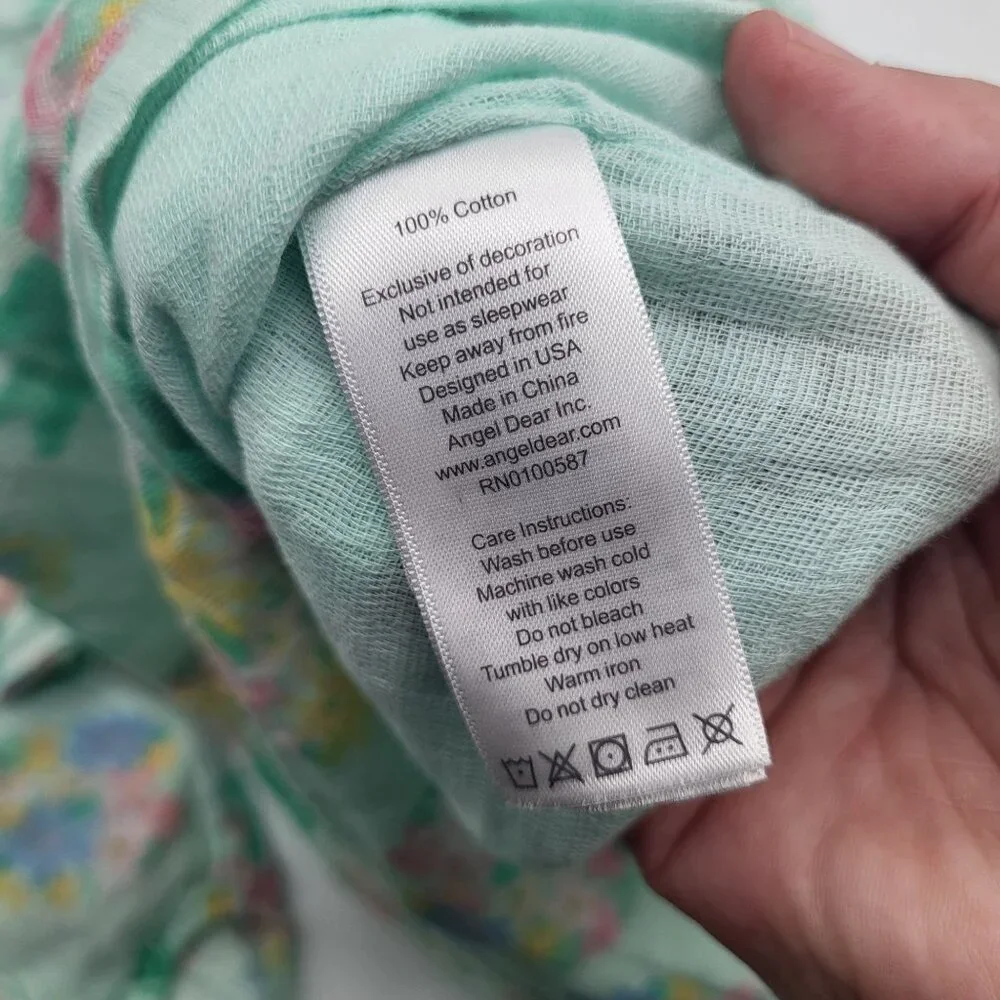 100% Cotton
Exclusive of decoration
Not intended for
use as sleepwear
Keep away from fire
Designed in USA
Made in China
Angel Dear Inc.
www.angeldear.com
RN0100587
Care Instructions:
Wash before use
Machine wash cold
with like colors
Do not bleach
Tumble dry on low heat
Warm iron
Do not dry clean